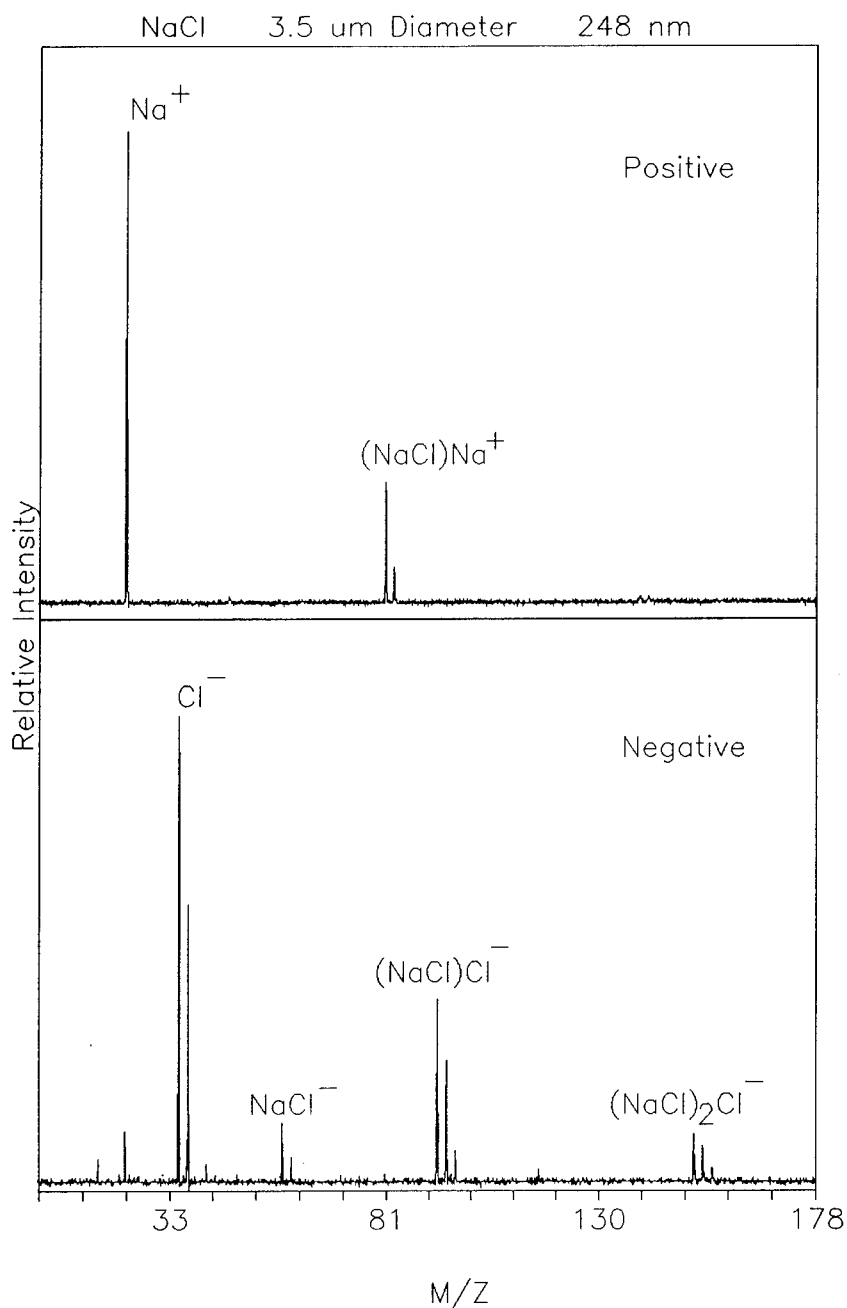 NaCl 3.5 um Diameter 248 nm
Na+
Positive
(NaCl)Na+
Relative Intensity
Cl−
Negative
(NaCl)Cl−
NaCl−
(NaCl)2Cl−
33 81 130 178
M/Z